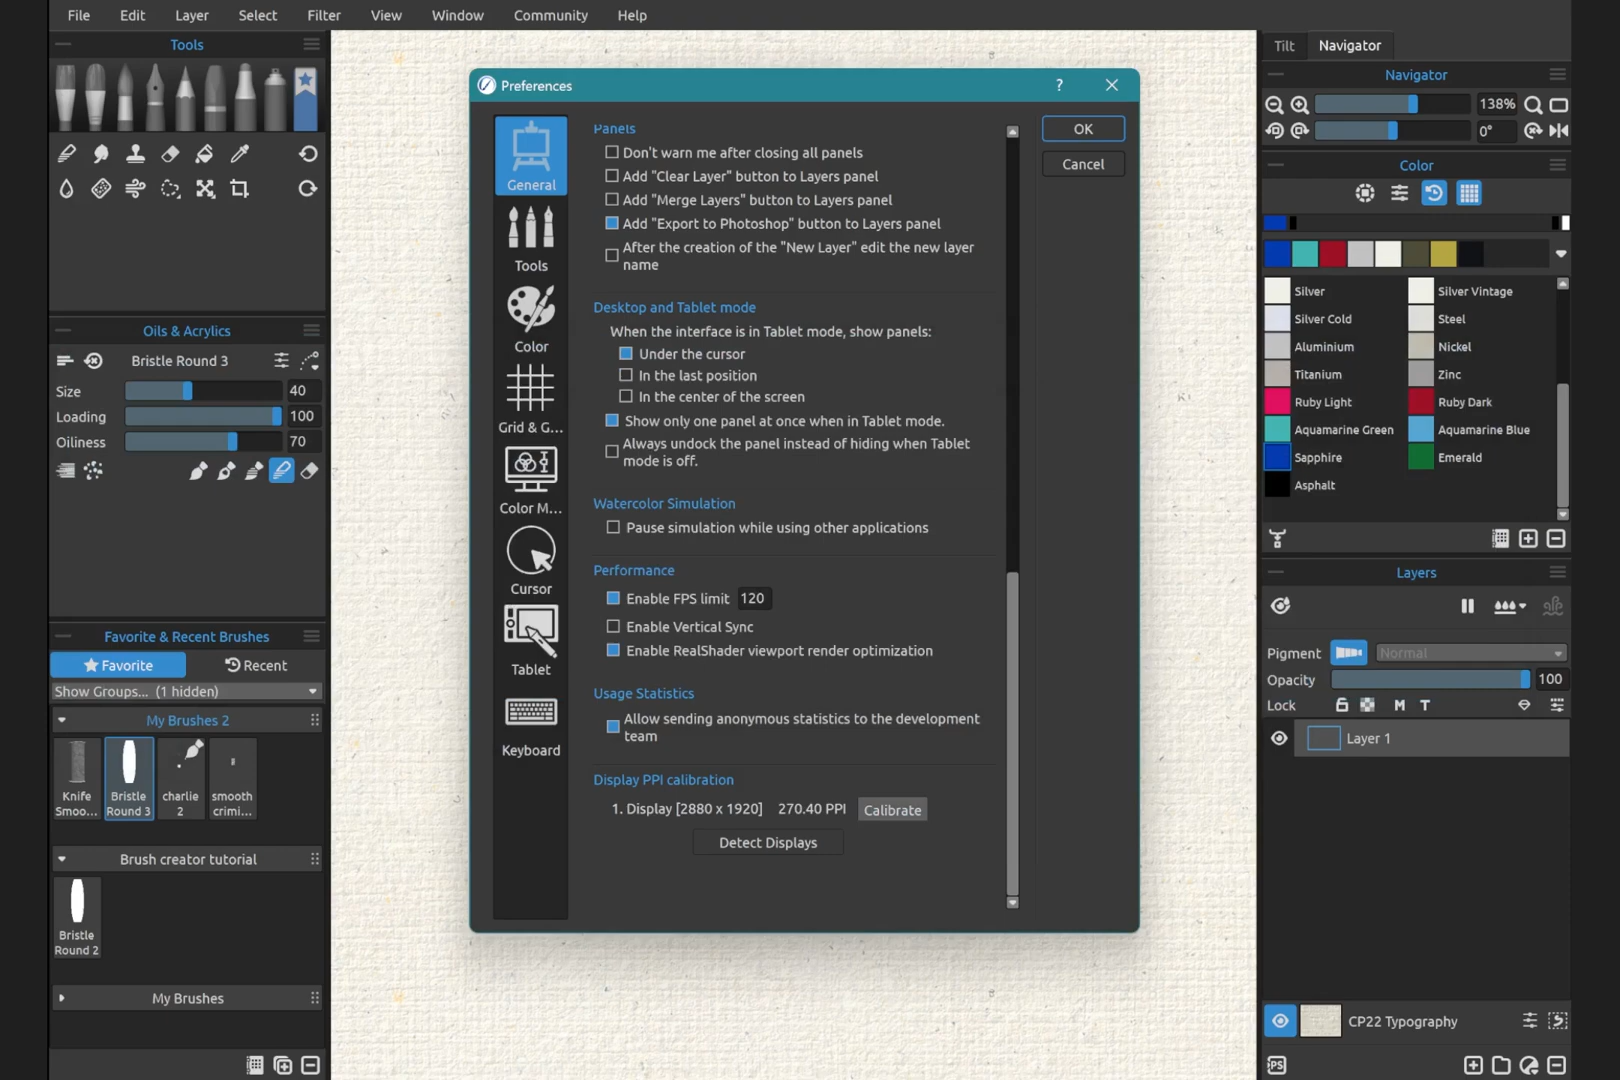 File Edit Layer Select Filter View Window Community Help
Tools
Oils & Acrylics
Bristle Round 3
Size 40
Loading 100
Oiliness 70
Favorite & Recent Brushes
Favorite Recent
Show Groups... (1 hidden)
My Brushes 2
Knife
Smoo...
Bristle
Round 3
charlie
2
smooth
crimi...
Brush creator tutorial
Bristle
Round 2
My Brushes
Preferences ?
General
Tools
Color
Grid & G...
Color M...
Cursor
Tablet
Keyboard
Panels
Don't warn me after closing all panels
Add "Clear Layer" button to Layers panel
Add "Merge Layers" button to Layers panel
Add "Export to Photoshop" button to Layers panel
After the creation of the "New Layer" edit the new layer
name
Desktop and Tablet mode
When the interface is in Tablet mode, show panels:
Under the cursor
In the last position
In the center of the screen
Show only one panel at once when in Tablet mode.
Always undock the panel instead of hiding when Tablet
mode is off.
Watercolor Simulation
Pause simulation while using other applications
Performance
Enable FPS limit 120
Enable Vertical Sync
Enable RealShader viewport render optimization
Usage Statistics
Allow sending anonymous statistics to the development
team
Display PPI calibration
1. Display [2880 x 1920] 270.40 PPI Calibrate
Detect Displays
OK
Cancel
Tilt Navigator
Navigator
138%
0°
Color
Silver Silver Vintage
Silver Cold Steel
Aluminium Nickel
Titanium Zinc
Ruby Light Ruby Dark
Aquamarine Green Aquamarine Blue
Sapphire Emerald
Asphalt
Layers
Pigment Normal
Opacity 100
Lock M T
Layer 1
CP22 Typography
PS